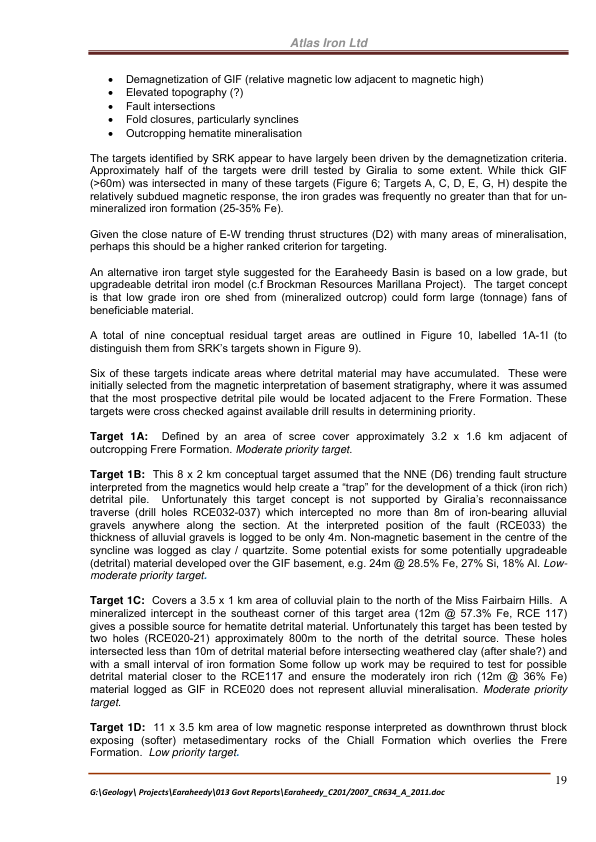 Atlas Iron Ltd
• Demagnetization of GIF (relative magnetic low adjacent to magnetic high)
• Elevated topography (?)
• Fault intersections
• Fold closures, particularly synclines
• Outcropping hematite mineralisation
The targets identified by SRK appear to have largely been driven by the demagnetization criteria.
Approximately half of the targets were drill tested by Giralia to some extent. While thick GIF
(>60m) was intersected in many of these targets (Figure 6; Targets A, C, D, E, G, H) despite the
relatively subdued magnetic response, the iron grades was frequently no greater than that for un-
mineralized iron formation (25-35% Fe).
Given the close nature of E-W trending thrust structures (D2) with many areas of mineralisation,
perhaps this should be a higher ranked criterion for targeting.
An alternative iron target style suggested for the Earaheedy Basin is based on a low grade, but
upgradeable detrital iron model (c.f Brockman Resources Marillana Project). The target concept
is that low grade iron ore shed from (mineralized outcrop) could form large (tonnage) fans of
beneficiable material.
A total of nine conceptual residual target areas are outlined in Figure 10, labelled 1A-1I (to
distinguish them from SRK's targets shown in Figure 9).
Six of these targets indicate areas where detrital material may have accumulated. These were
initially selected from the magnetic interpretation of basement stratigraphy, where it was assumed
that the most prospective detrital pile would be located adjacent to the Frere Formation. These
targets were cross checked against available drill results in determining priority.
Target 1A: Defined by an area of scree cover approximately 3.2 x 1.6 km adjacent of
outcropping Frere Formation. Moderate priority target.
Target 1B: This 8 x 2 km conceptual target assumed that the NNE (D6) trending fault structure
interpreted from the magnetics would help create a “trap” for the development of a thick (iron rich)
detrital pile. Unfortunately this target concept is not supported by Giralia's reconnaissance
traverse (drill holes RCE032-037) which intercepted no more than 8m of iron-bearing alluvial
gravels anywhere along the section. At the interpreted position of the fault (RCE033) the
thickness of alluvial gravels is logged to be only 4m. Non-magnetic basement in the centre of the
syncline was logged as clay / quartzite. Some potential exists for some potentially upgradeable
(detrital) material developed over the GIF basement, e.g. 24m @ 28.5% Fe, 27% Si, 18% Al. Low-
moderate priority target.
Target 1C: Covers a 3.5 x 1 km area of colluvial plain to the north of the Miss Fairbairn Hills. A
mineralized intercept in the southeast corner of this target area (12m @ 57.3% Fe, RCE 117)
gives a possible source for hematite detrital material. Unfortunately this target has been tested by
two holes (RCE020-21) approximately 800m to the north of the detrital source. These holes
intersected less than 10m of detrital material before intersecting weathered clay (after shale?) and
with a small interval of iron formation Some follow up work may be required to test for possible
detrital material closer to the RCE117 and ensure the moderately iron rich (12m @ 36% Fe)
material logged as GIF in RCE020 does not represent alluvial mineralisation. Moderate priority
target.
Target 1D: 11 x 3.5 km area of low magnetic response interpreted as downthrown thrust block
exposing (softer) metasedimentary rocks of the Chiall Formation which overlies the Frere
Formation. Low priority target.
19
G:\Geology\ Projects\Earaheedy\013 Govt Reports\Earaheedy_C201/2007_CR634_A_2011.doc